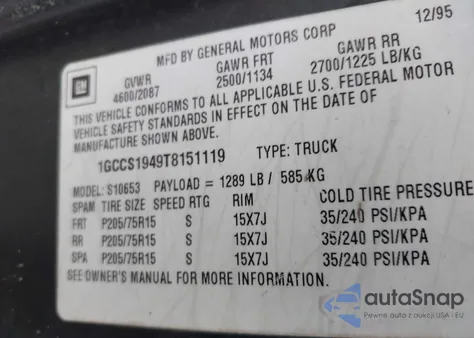 12/95
MFD BY GENERAL MOTORS CORP
GM
GVWR GAWR FRT GAWR RR
4600/2087 2500/1134 2700/1225 LB/KG
THIS VEHICLE CONFORMS TO ALL APPLICABLE U.S. FEDERAL MOTOR
VEHICLE SAFETY STANDARDS IN EFFECT ON THE DATE OF
MANUFACTURE SHOWN ABOVE.
1GCCS1949T8151119 TYPE: TRUCK
MODEL: S10653 PAYLOAD = 1289 LB / 585 KG
SPAM TIRE SIZE SPEED RTG RIM COLD TIRE PRESSURE
FRT P205/75R15 S 15X7J 35/240 PSI/KPA
RR P205/75R15 S 15X7J 35/240 PSI/KPA
SPA P205/75R15 S 15X7J 35/240 PSI/KPA
SEE OWNER'S MANUAL FOR MORE INFORMATION.
autaSnap
Pewne auta z aukcji USA - EU